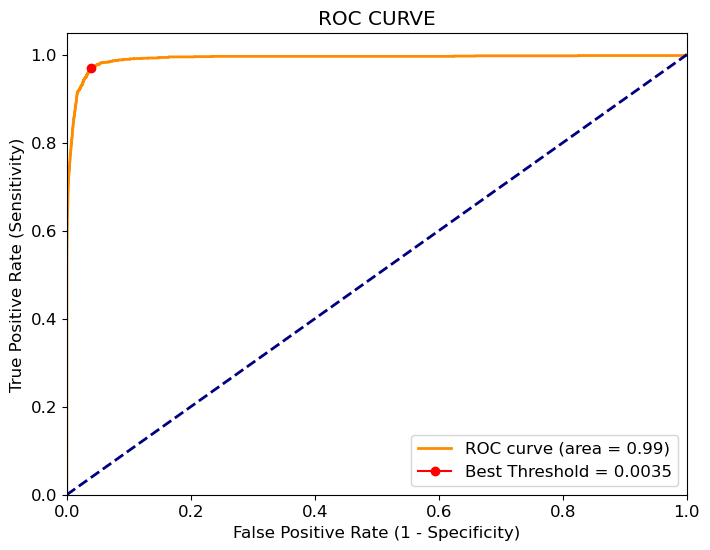 ROC CURVE
1.0
0.8
0.6
0.4
0.2
0.0
True Positive Rate (Sensitivity)
ROC curve (area = 0.99)
Best Threshold = 0.0035
0.0 0.2 0.4 0.6 0.8 1.0
False Positive Rate (1 - Specificity)